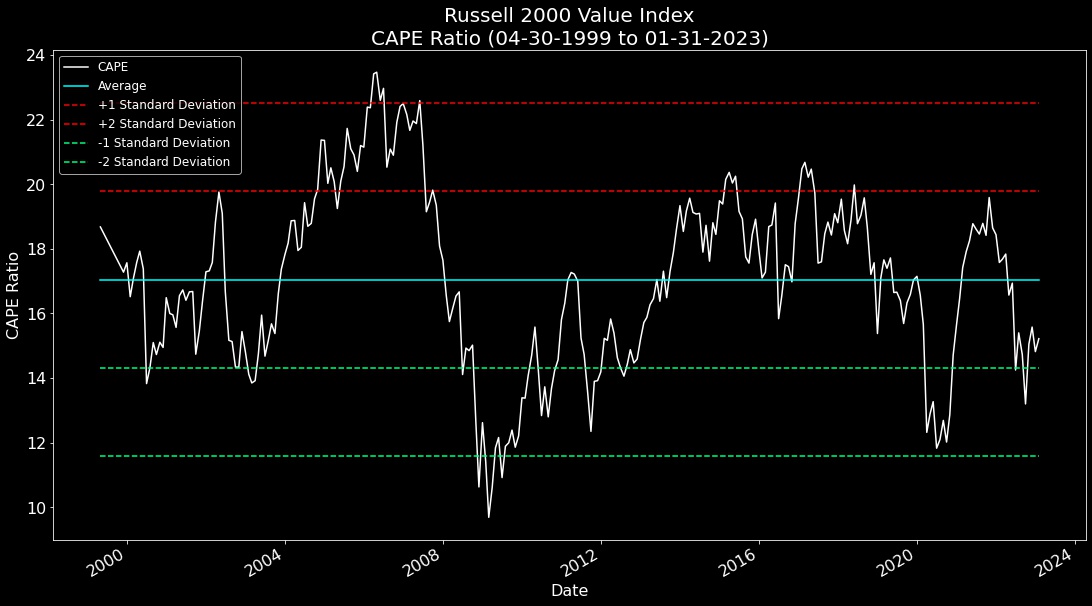 Russell 2000 Value Index
CAPE Ratio (04-30-1999 to 01-31-2023)
CAPE
Average
+1 Standard Deviation
+2 Standard Deviation
-1 Standard Deviation
-2 Standard Deviation
CAPE Ratio
24
22
20
18
16
14
12
10
2000
2004
2008
2012
2016
2020
2024
Date